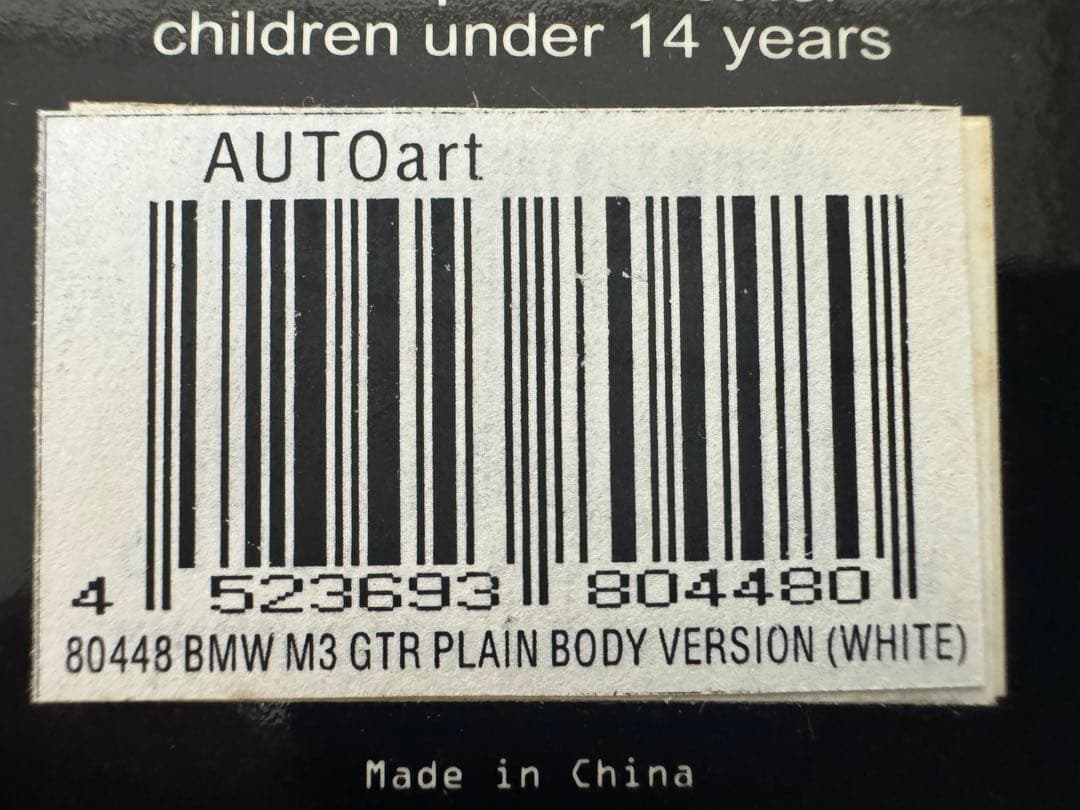 children under 14 years
AUTOart
4 523693 804480
80448 BMW M3 GTR PLAIN BODY VERSION (WHITE)
Made in China